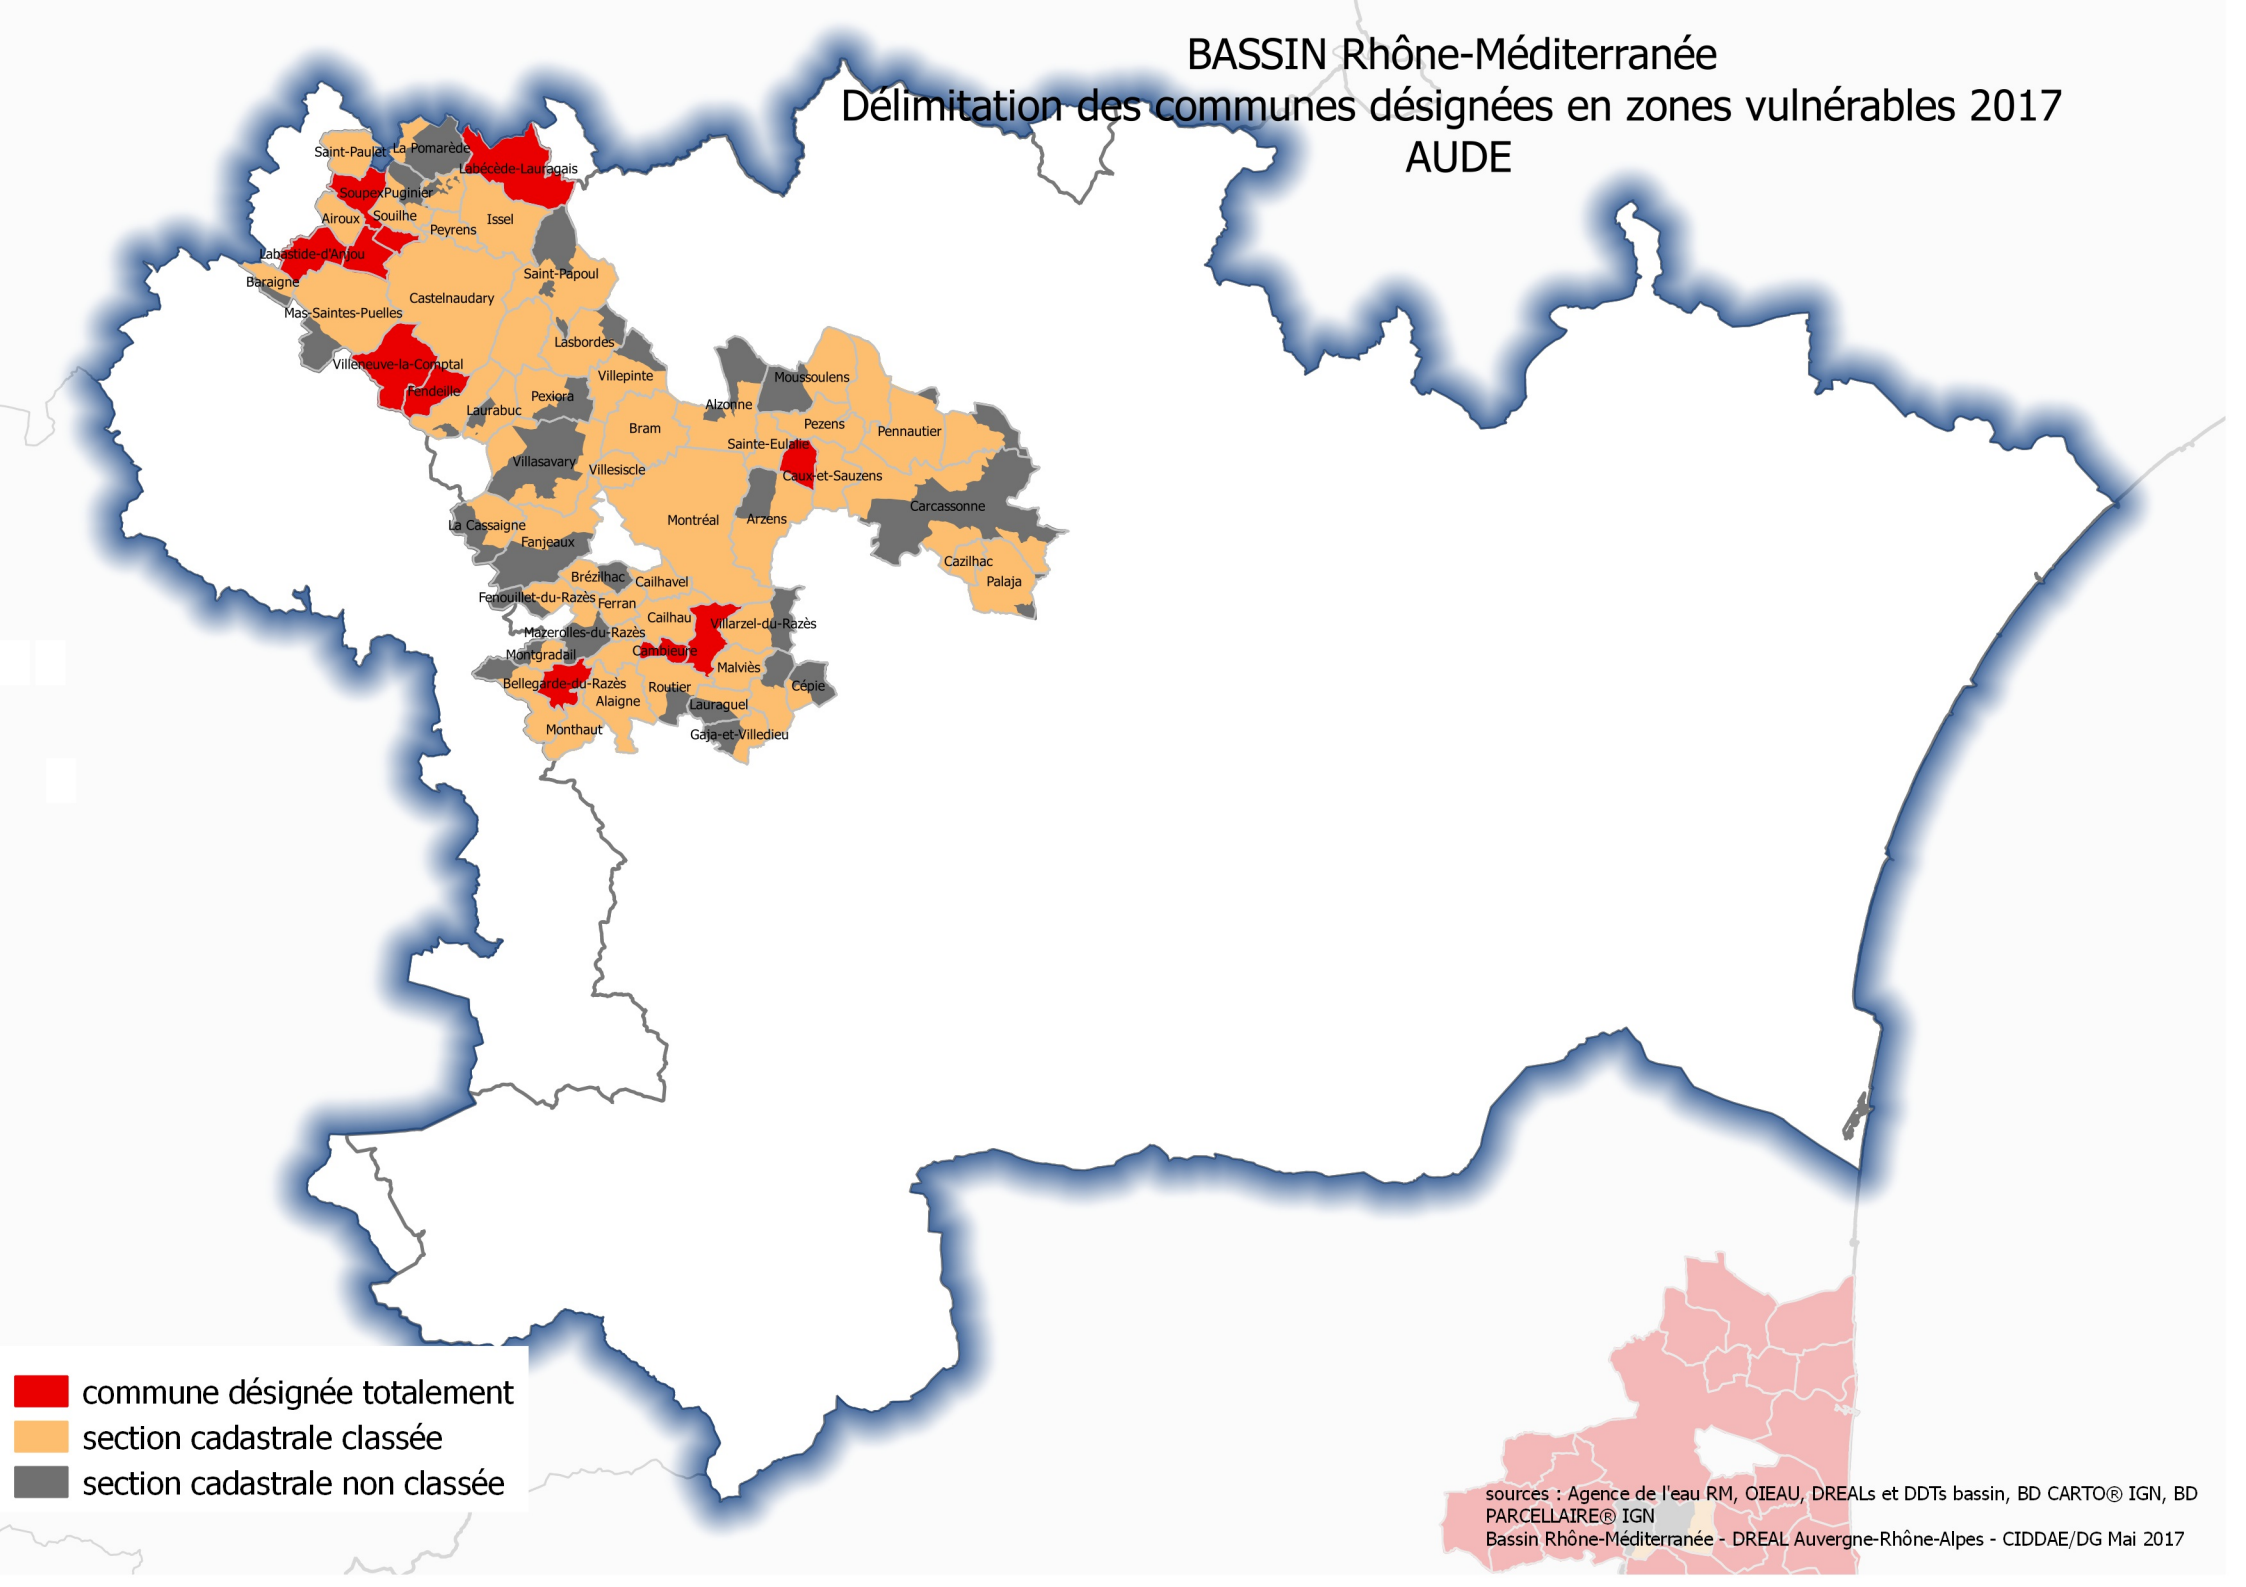 BASSIN Rhône-Méditerranée
Délimitation des communes désignées en zones vulnérables 2017
AUDE
Saint-Paulet
La Pomarède
Labécède-Lauragais
Soupex
Puginier
Airoux
Souilhe
Issel
Peyrens
Labastide-d'Anjou
Saint-Papoul
Baraigne
Castelnaudary
Mas-Saintes-Puelles
Lasbordes
Villeneuve-la-Comptal
Villepinte
Moussoulens
Fendeille
Pexiora
Alzonne
Laurabuc
Bram
Pezens
Pennautier
Sainte-Eulalie
Villasavary
Villesiscle
Caux-et-Sauzens
Carcassonne
Montréal
Arzens
La Cassaigne
Fanjeaux
Cazilhac
Brézilhac
Cailhavel
Palaja
Fenouillet-du-Razès
Ferran
Cailhau
Villarzel-du-Razès
Mazerolles-du-Razès
Cambieure
Montgradail
Malviès
Bellegarde-du-Razès
Routier
Cépie
Alaigne
Lauraguel
Monthaut
Gaja-et-Villedieu
commune désignée totalement
section cadastrale classée
section cadastrale non classée
sources : Agence de l'eau RM, OIEAU, DREALs et DDTs bassin, BD CARTO® IGN, BD
PARCELLAIRE® IGN
Bassin Rhône-Méditerranée - DREAL Auvergne-Rhône-Alpes - CIDDAE/DG Mai 2017